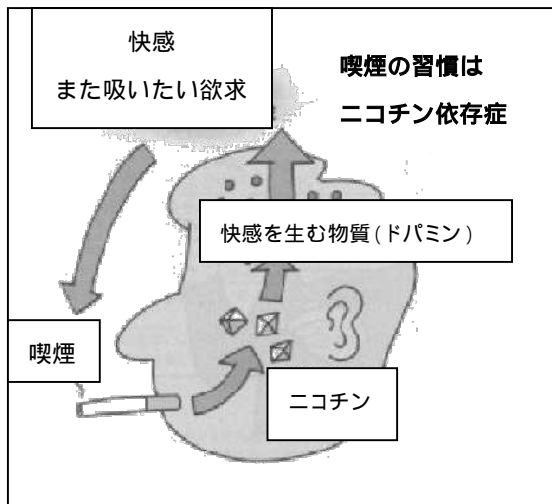 快感
また吸いたい欲求
喫煙の習慣は
ニコチン依存症
快感を生む物質(ドパミン)
喫煙
ニコチン